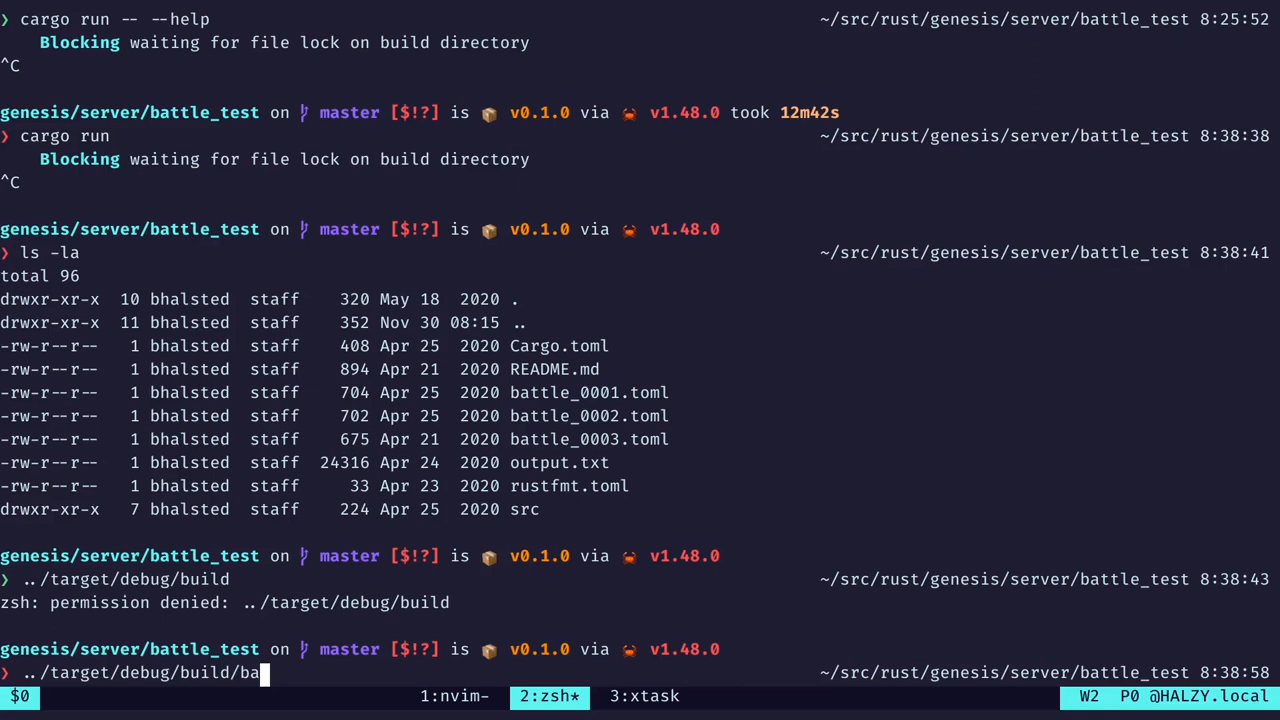 ❯ cargo run -- --help ~/src/rust/genesis/server/battle_test 8:25:52
Blocking waiting for file lock on build directory
^C
genesis/server/battle_test on master [$!?] is 📦 v0.1.0 via 🦀 v1.48.0 took 12m42s
❯ cargo run ~/src/rust/genesis/server/battle_test 8:38:38
Blocking waiting for file lock on build directory
^C
genesis/server/battle_test on master [$!?] is 📦 v0.1.0 via 🦀 v1.48.0
❯ ls -la ~/src/rust/genesis/server/battle_test 8:38:41
total 96
drwxr-xr-x 10 bhalsted staff 320 May 18 2020 .
drwxr-xr-x 11 bhalsted staff 352 Nov 30 08:15 ..
-rw-r--r-- 1 bhalsted staff 408 Apr 25 2020 Cargo.toml
-rw-r--r-- 1 bhalsted staff 894 Apr 21 2020 README.md
-rw-r--r-- 1 bhalsted staff 704 Apr 25 2020 battle_0001.toml
-rw-r--r-- 1 bhalsted staff 702 Apr 25 2020 battle_0002.toml
-rw-r--r-- 1 bhalsted staff 675 Apr 21 2020 battle_0003.toml
-rw-r--r-- 1 bhalsted staff 24316 Apr 24 2020 output.txt
-rw-r--r-- 1 bhalsted staff 33 Apr 23 2020 rustfmt.toml
drwxr-xr-x 7 bhalsted staff 224 Apr 25 2020 src
genesis/server/battle_test on master [$!?] is 📦 v0.1.0 via 🦀 v1.48.0
❯ ../target/debug/build ~/src/rust/genesis/server/battle_test 8:38:43
zsh: permission denied: ../target/debug/build
genesis/server/battle_test on master [$!?] is 📦 v0.1.0 via 🦀 v1.48.0
❯ ../target/debug/build/ba ~/src/rust/genesis/server/battle_test 8:38:58
$0 1:nvim- 2:zsh* 3:xtask W2 P0 @HALZY.local